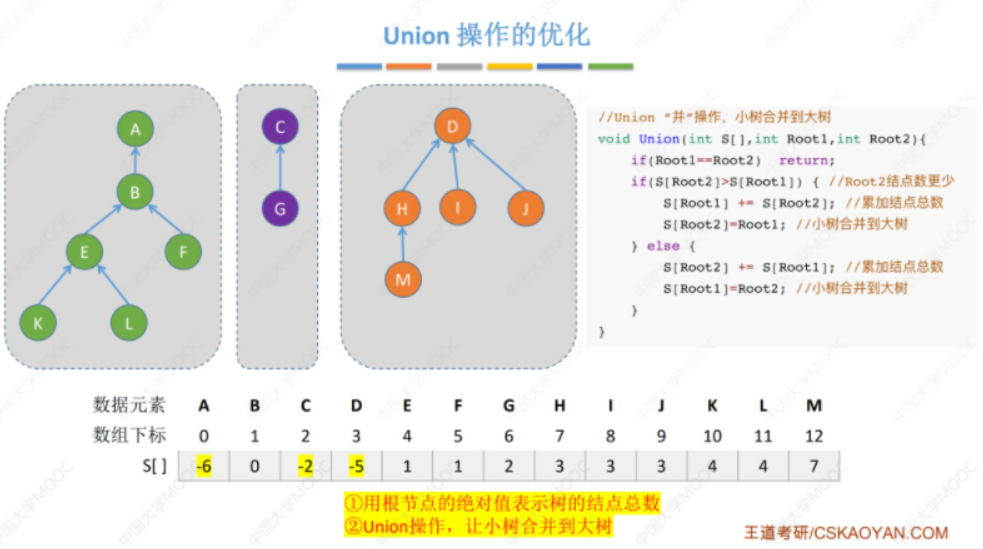 Union 操作的优化
A
B
E
F
K
L
C
G
D
H
I
J
M
//Union “并”操作，小树合并到大树
void Union(int S[],int Root1,int Root2){
if(Root1==Root2) return;
if(S[Root2]>S[Root1]) { //Root2结点数更少
S[Root1] += S[Root2]; //累加结点总数
S[Root2]=Root1; //小树合并到大树
} else {
S[Root2] += S[Root1]; //累加结点总数
S[Root1]=Root2; //小树合并到大树
}
}
数据元素 A B C D E F G H I J K L M
数组下标 0 1 2 3 4 5 6 7 8 9 10 11 12
S[ ] -6 0 -2 -5 1 1 2 3 3 3 4 4 7
①用根节点的绝对值表示树的结点总数
②Union操作，让小树合并到大树
王道考研/CSKAOYAN.COM